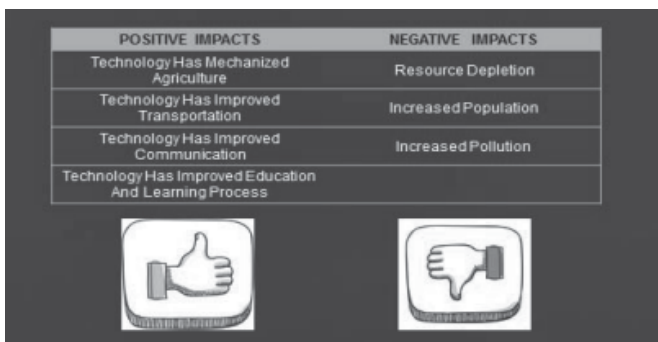 POSITIVE IMPACTS NEGATIVE IMPACTS
Technology Has Mechanized
Agriculture
Resource Depletion
Technology Has Improved
Transportation
Increased Population
Technology Has Improved
Communication
Increased Pollution
Technology Has Improved Education
And Learning Process